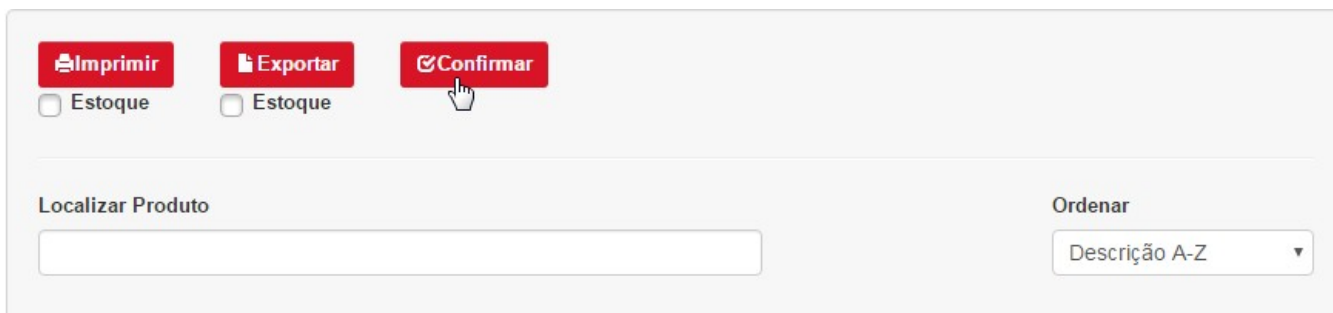 Imprimir Exportar Confirmar
Estoque Estoque
Localizar Produto Ordenar
Descrição A-Z